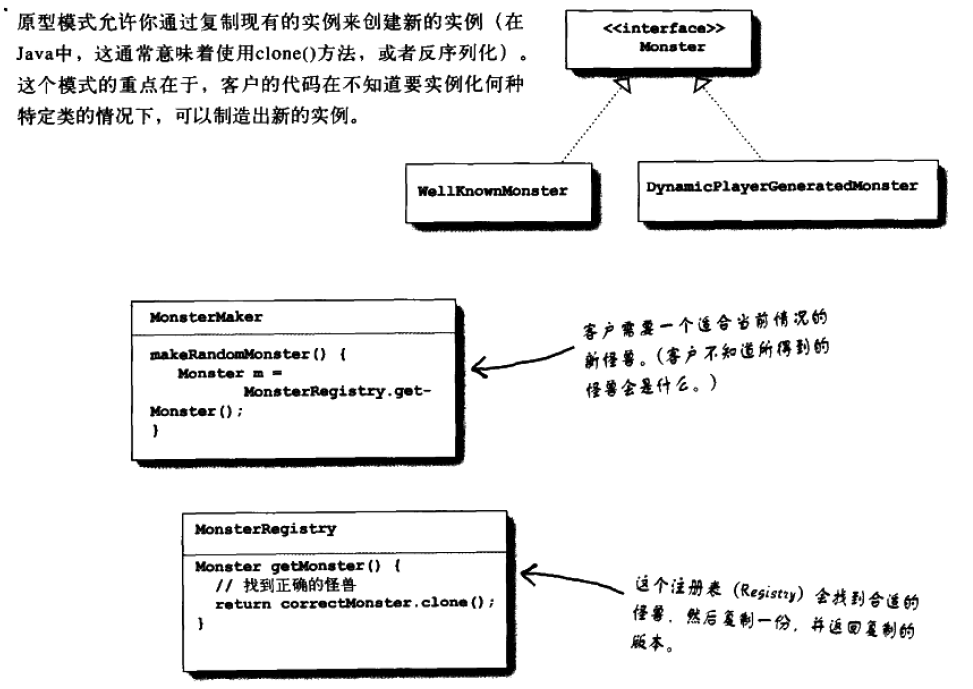 原型模式允许你通过复制现有的实例来创建新的实例（在
Java中，这通常意味着使用clone()方法，或者反序列化）。
这个模式的重点在于，客户的代码在不知道要实例化何种
特定类的情况下，可以制造出新的实例。
<<interface>>
Monster
WellKnownMonster
DynamicPlayerGeneratedMonster
MonsterMaker
makeRandomMonster() {
Monster m =
MonsterRegistry.get-
Monster();
}
客户需要一个适合当前情况的
新怪兽。（客户不知道所得到的
怪兽会是什么。）
MonsterRegistry
Monster getMonster() {
// 找到正确的怪兽
return correctMonster.clone();
}
这个注册表（Registry）会找到合适的
怪兽，然后复制一份，并返回复制的
版本。